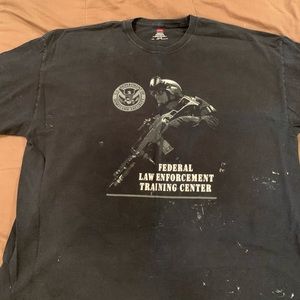 FEDERAL
LAW ENFORCEMENT
TRAINING CENTER